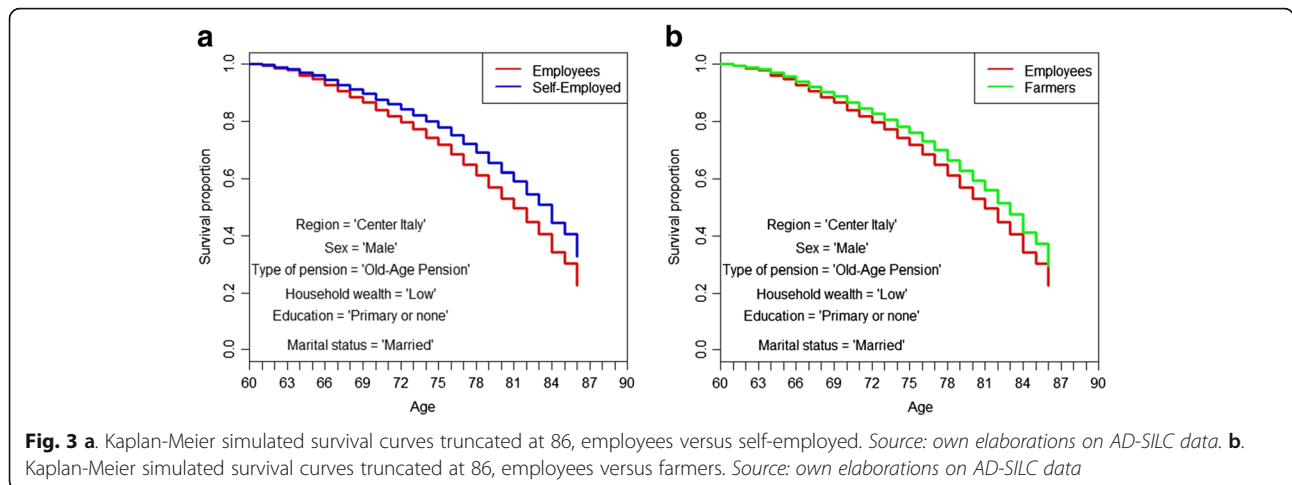 a
Employees
Self-Employed
Survival proportion
1.0
0.8
0.6
0.4
0.2
0.0
Region = 'Center Italy'
Sex = 'Male'
Type of pension = 'Old-Age Pension'
Household wealth = 'Low'
Education = 'Primary or none'
Marital status = 'Married'
60 63 66 69 72 75 78 81 84 87 90
Age
b
Employees
Farmers
Survival proportion
1.0
0.8
0.6
0.4
0.2
0.0
Region = 'Center Italy'
Sex = 'Male'
Type of pension = 'Old-Age Pension'
Household wealth = 'Low'
Education = 'Primary or none'
Marital status = 'Married'
60 63 66 69 72 75 78 81 84 87 90
Age
Fig. 3 a. Kaplan-Meier simulated survival curves truncated at 86, employees versus self-employed. Source: own elaborations on AD-SILC data. b.
Kaplan-Meier simulated survival curves truncated at 86, employees versus farmers. Source: own elaborations on AD-SILC data